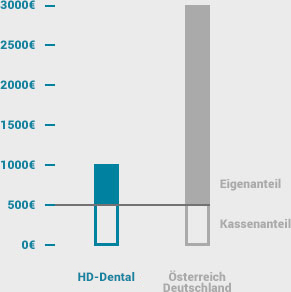 3000€
2500€
2000€
1500€
1000€
Eigenanteil
500€
Kassenanteil
0€
HD-Dental
Österreich
Deutschland